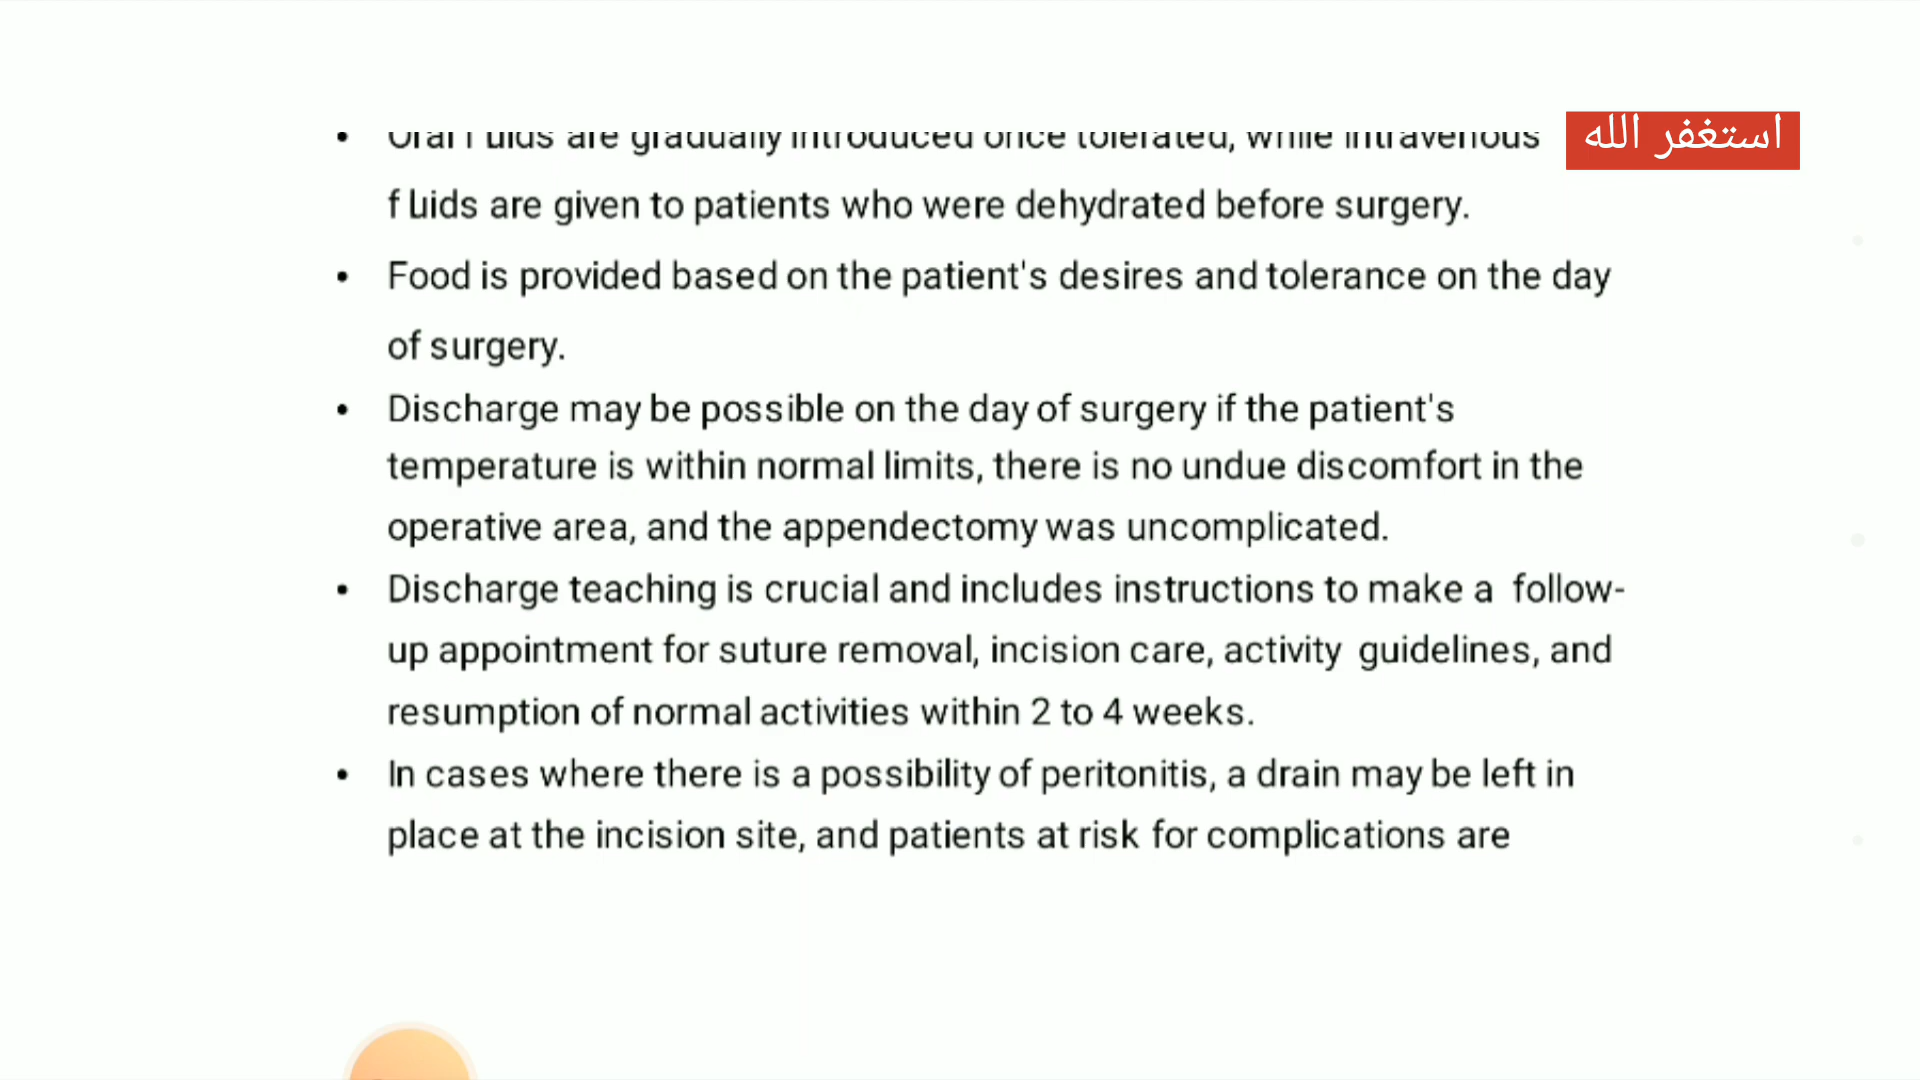 • Oral f luids are gradually introduced once tolerated, while intravenous
استغفر الله
f luids are given to patients who were dehydrated before surgery.
• Food is provided based on the patient's desires and tolerance on the day
of surgery.
• Discharge may be possible on the day of surgery if the patient's
temperature is within normal limits, there is no undue discomfort in the
operative area, and the appendectomy was uncomplicated.
• Discharge teaching is crucial and includes instructions to make a follow-
up appointment for suture removal, incision care, activity guidelines, and
resumption of normal activities within 2 to 4 weeks.
• In cases where there is a possibility of peritonitis, a drain may be left in
place at the incision site, and patients at risk for complications are